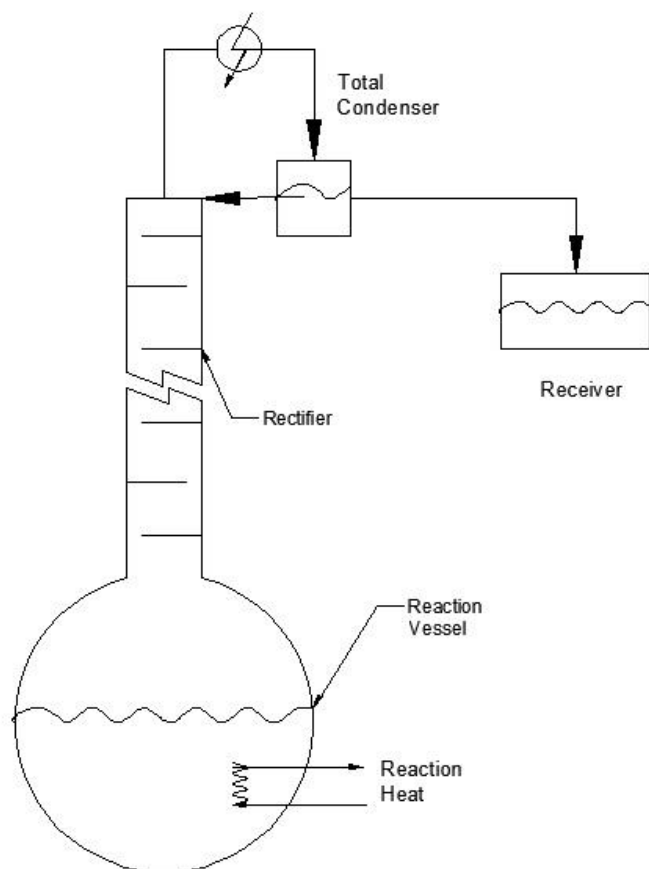 Total
Condenser
Receiver
Rectifier
Reaction
Vessel
Reaction
Heat